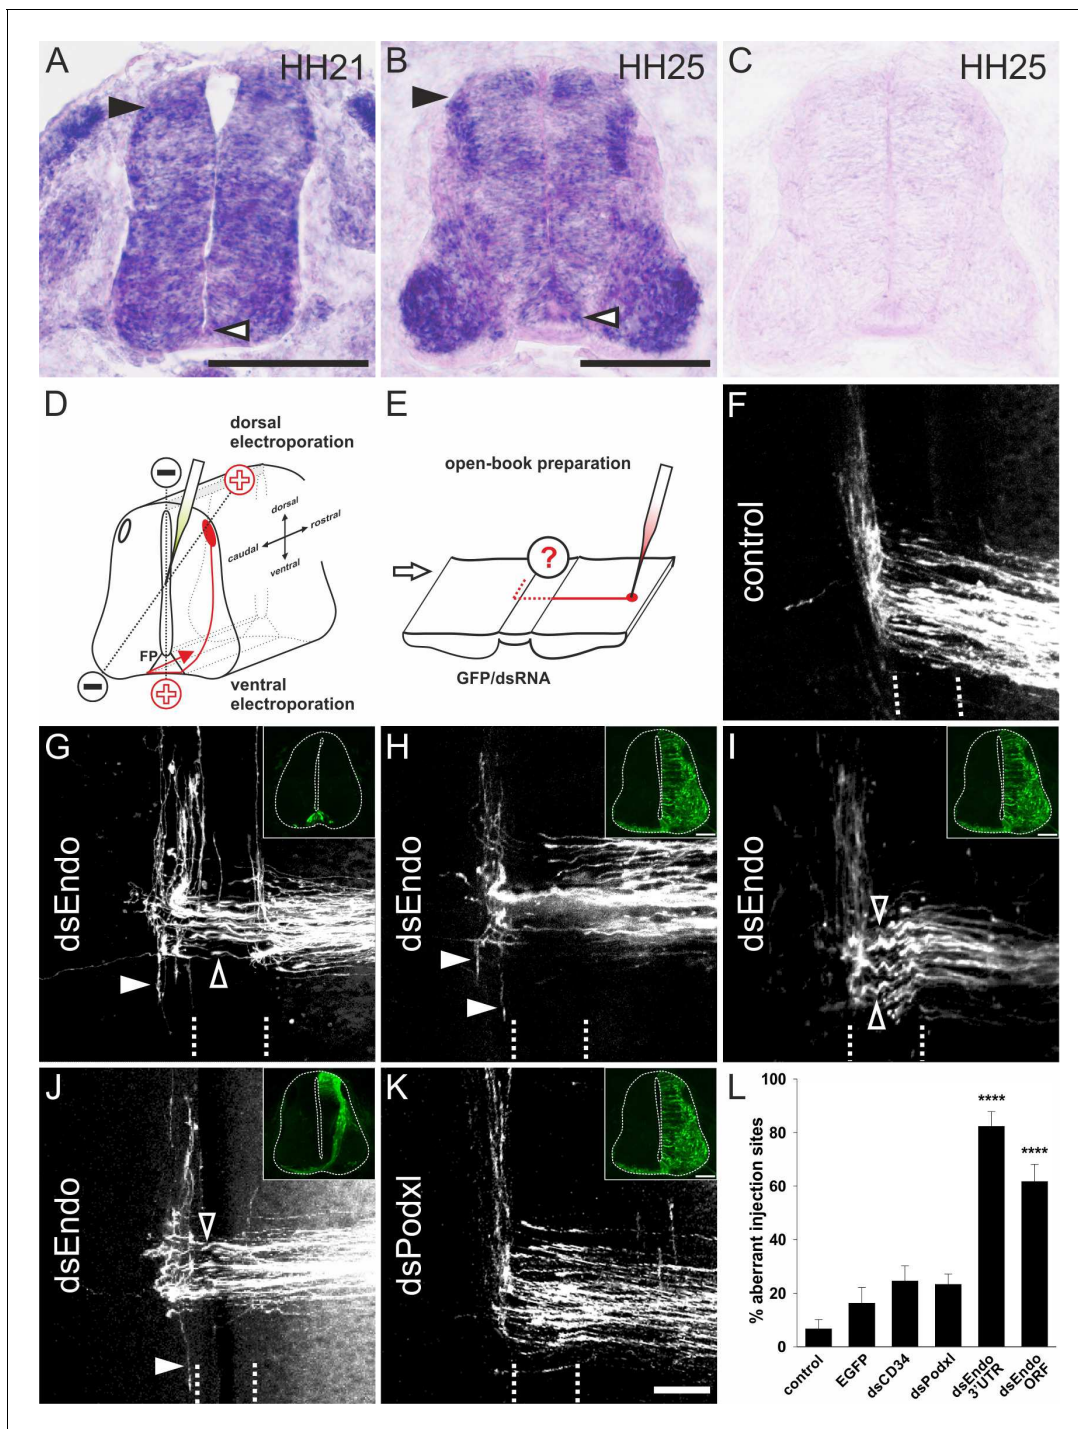 A
HH21
B
HH25
C
HH25
D
dorsal
electroporation
dorsal
rostral
caudal
ventral
FP
ventral
electroporation
E
open-book preparation
?
GFP/dsRNA
F
control
G
dsEndo
H
dsEndo
I
dsEndo
J
dsEndo
K
dsPodxl
L
% aberrant injection sites
100
80
60
40
20
0
****
****
control
EGFP
dsCD34
dsPodxl
dsEndo
3'UTR
dsEndo
ORF